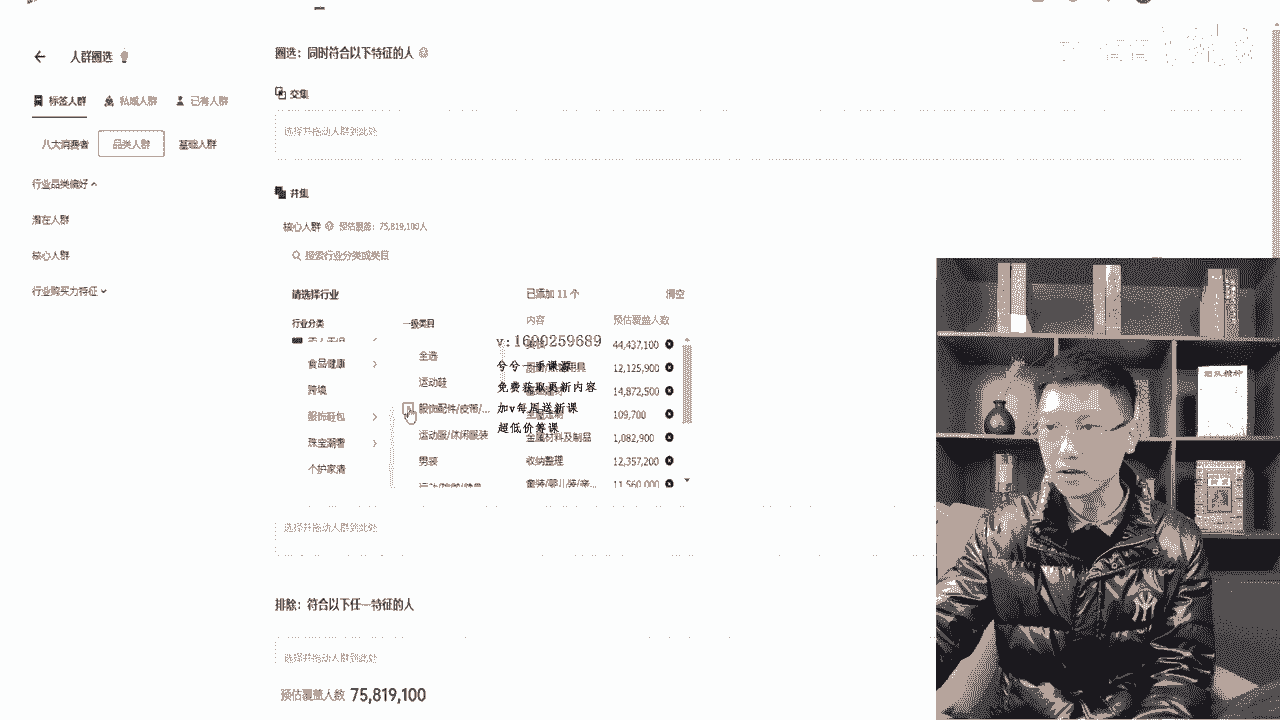 人群圈选
标签人群 私域人群 已有人群
八大消费者 品类人群 基础人群
行业品类偏好
潜在人群
核心人群
行业购买力特征
圈选：同时符合以下特征的人
交集
选择并拖动人群到此处
并集
核心人群 预估覆盖：75,819,100人
搜索行业分类或类目
请选择行业
已添加 11 个 清空
行业分类 一级类目
内容 预估覆盖人数
食品健康
跨境
服饰鞋包
珠宝潮奢
个护家清
全选
运动鞋
服饰配件/皮带/...
运动服/休闲服装
男装
44,437,100
12,125,900
14,872,500
109,700
金属材料及制品 1,082,900
收纳整理 12,357,200
童装/婴儿装/亲... 11,560,000
v:1600259689
兮兮一手课源
免费获取更新内容
加v每周送新课
超低价筹课
选择并拖动人群到此处
排除：符合以下任一特征的人
选择并拖动人群到此处
预估覆盖人数 75,819,100